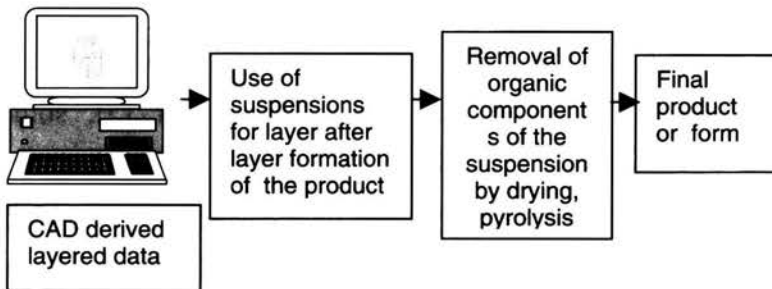 CAD derived
layered data
Use of
suspensions
for layer after
layer formation
of the product
Removal of
organic
component
s of the
suspension
by drying,
pyrolysis
Final
product
or form